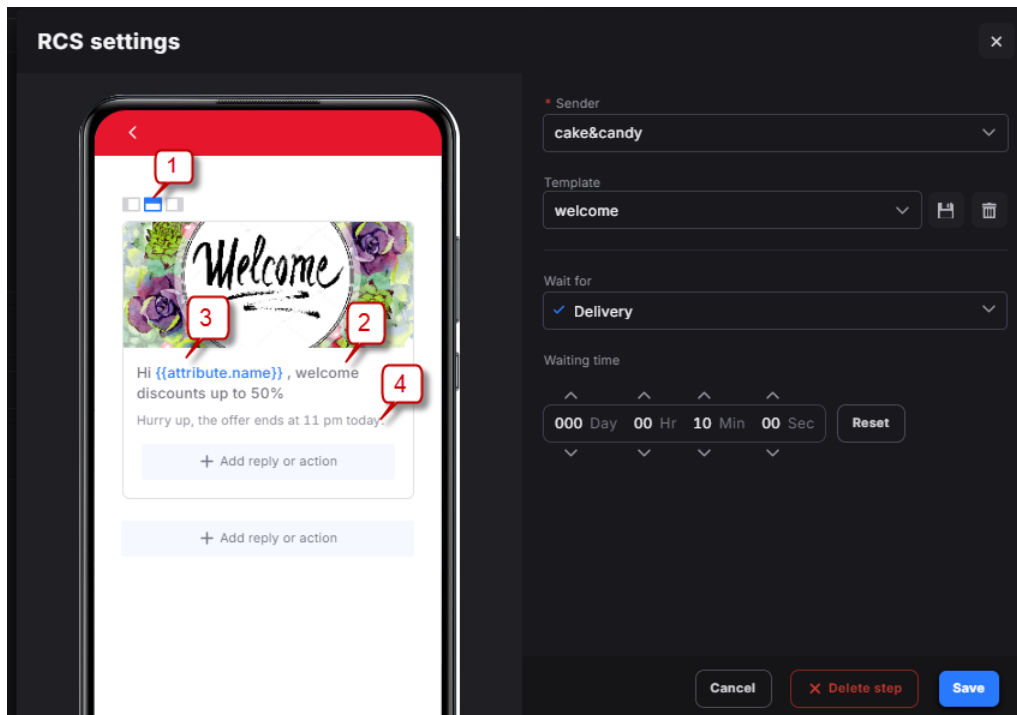 RCS settings
1
Welcome
3
2
Hi {{attribute.name}} , welcome
4
discounts up to 50%
Hurry up, the offer ends at 11 pm today.
+ Add reply or action
+ Add reply or action
* Sender
cake&candy
Template
welcome
Wait for
Delivery
Waiting time
000 Day 00 Hr 10 Min 00 Sec Reset
Cancel
Delete step
Save